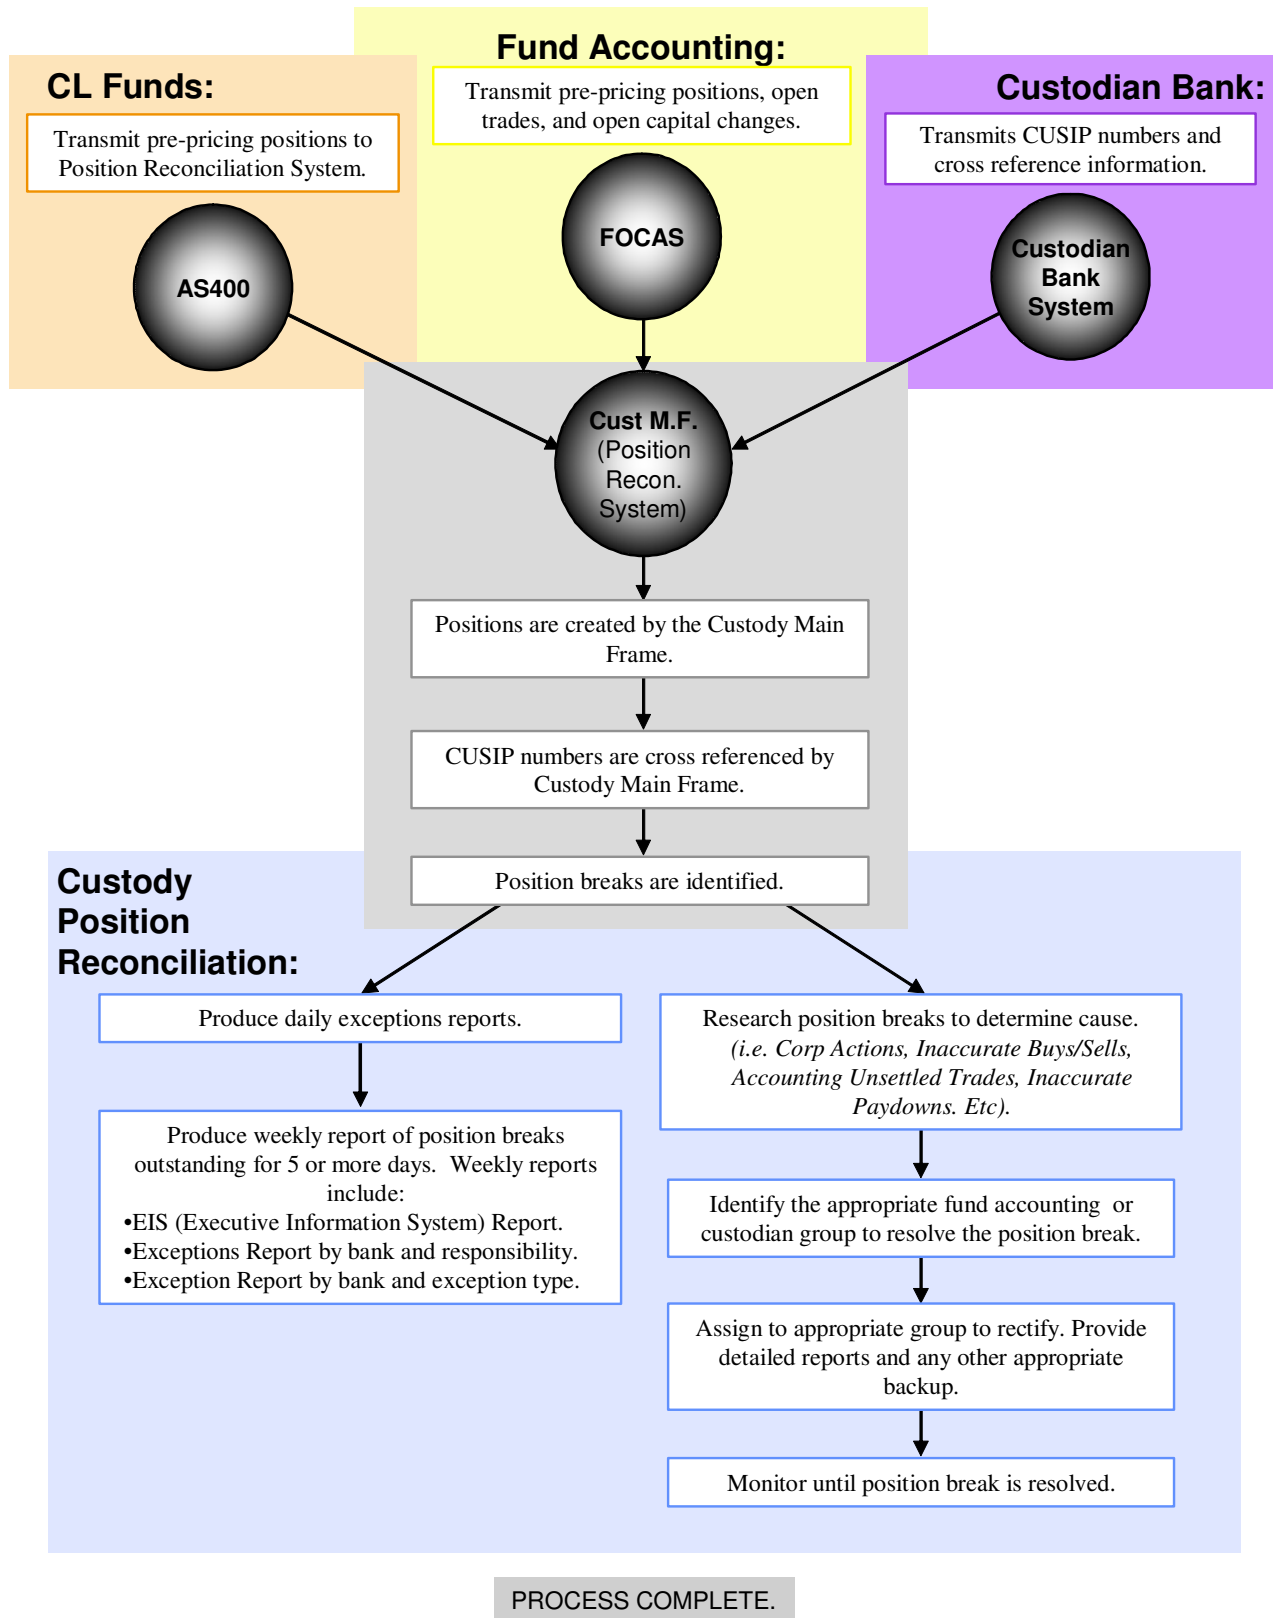 Fund Accounting:
CL Funds:
Custodian Bank:
Transmit pre-pricing positions, open
trades, and open capital changes.
Transmit pre-pricing positions to
Position Reconciliation System.
Transmits CUSIP numbers and
cross reference information.
FOCAS
AS400
Custodian
Bank
System
Cust M.F.
(Position
Recon.
System)
Positions are created by the Custody Main
Frame.
CUSIP numbers are cross referenced by
Custody Main Frame.
Position breaks are identified.
Custody
Position
Reconciliation:
Produce daily exceptions reports.
Produce weekly report of position breaks
outstanding for 5 or more days.  Weekly reports
include:
•EIS (Executive Information System) Report.
•Exceptions Report by bank and responsibility.
•Exception Report by bank and exception type.
Research position breaks to determine cause.
(i.e. Corp Actions, Inaccurate Buys/Sells,
Accounting Unsettled Trades, Inaccurate
Paydowns. Etc).
Identify the appropriate fund accounting  or
custodian group to resolve the position break.
Assign to appropriate group to rectify. Provide
detailed reports and any other appropriate
backup.
Monitor until position break is resolved.
PROCESS COMPLETE.